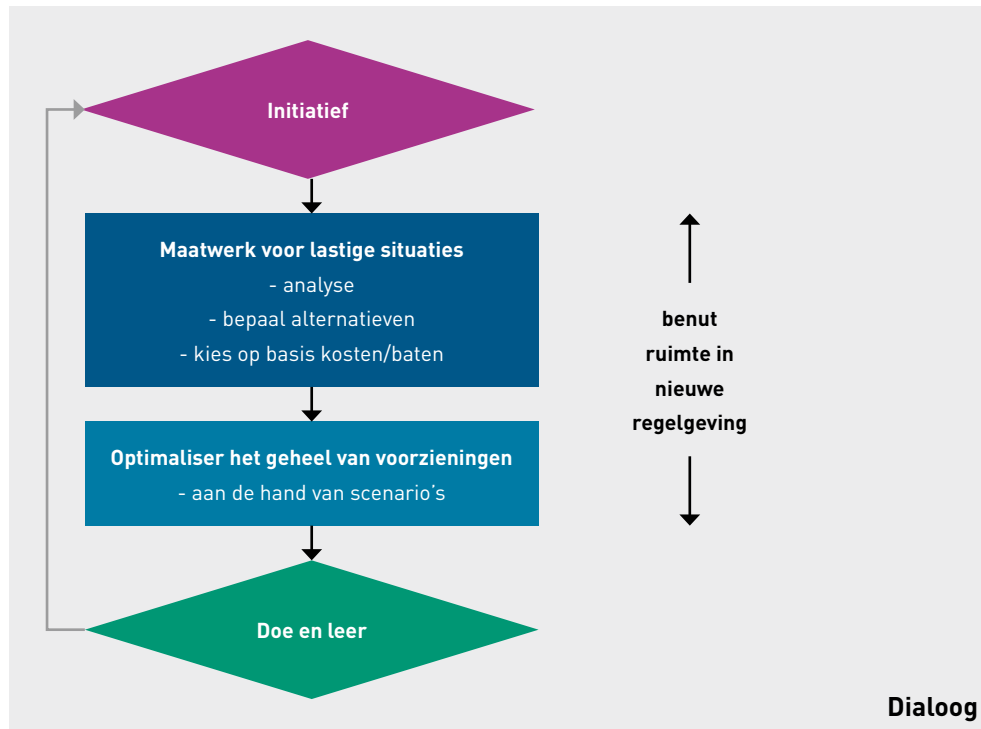 Initiatief
Maatwerk voor lastige situaties
- analyse
- bepaal alternatieven
- kies op basis kosten/baten
Optimaliser het geheel van voorzieningen
- aan de hand van scenario's
Doe en leer
benut
ruimte in
nieuwe
regelgeving
Dialoog